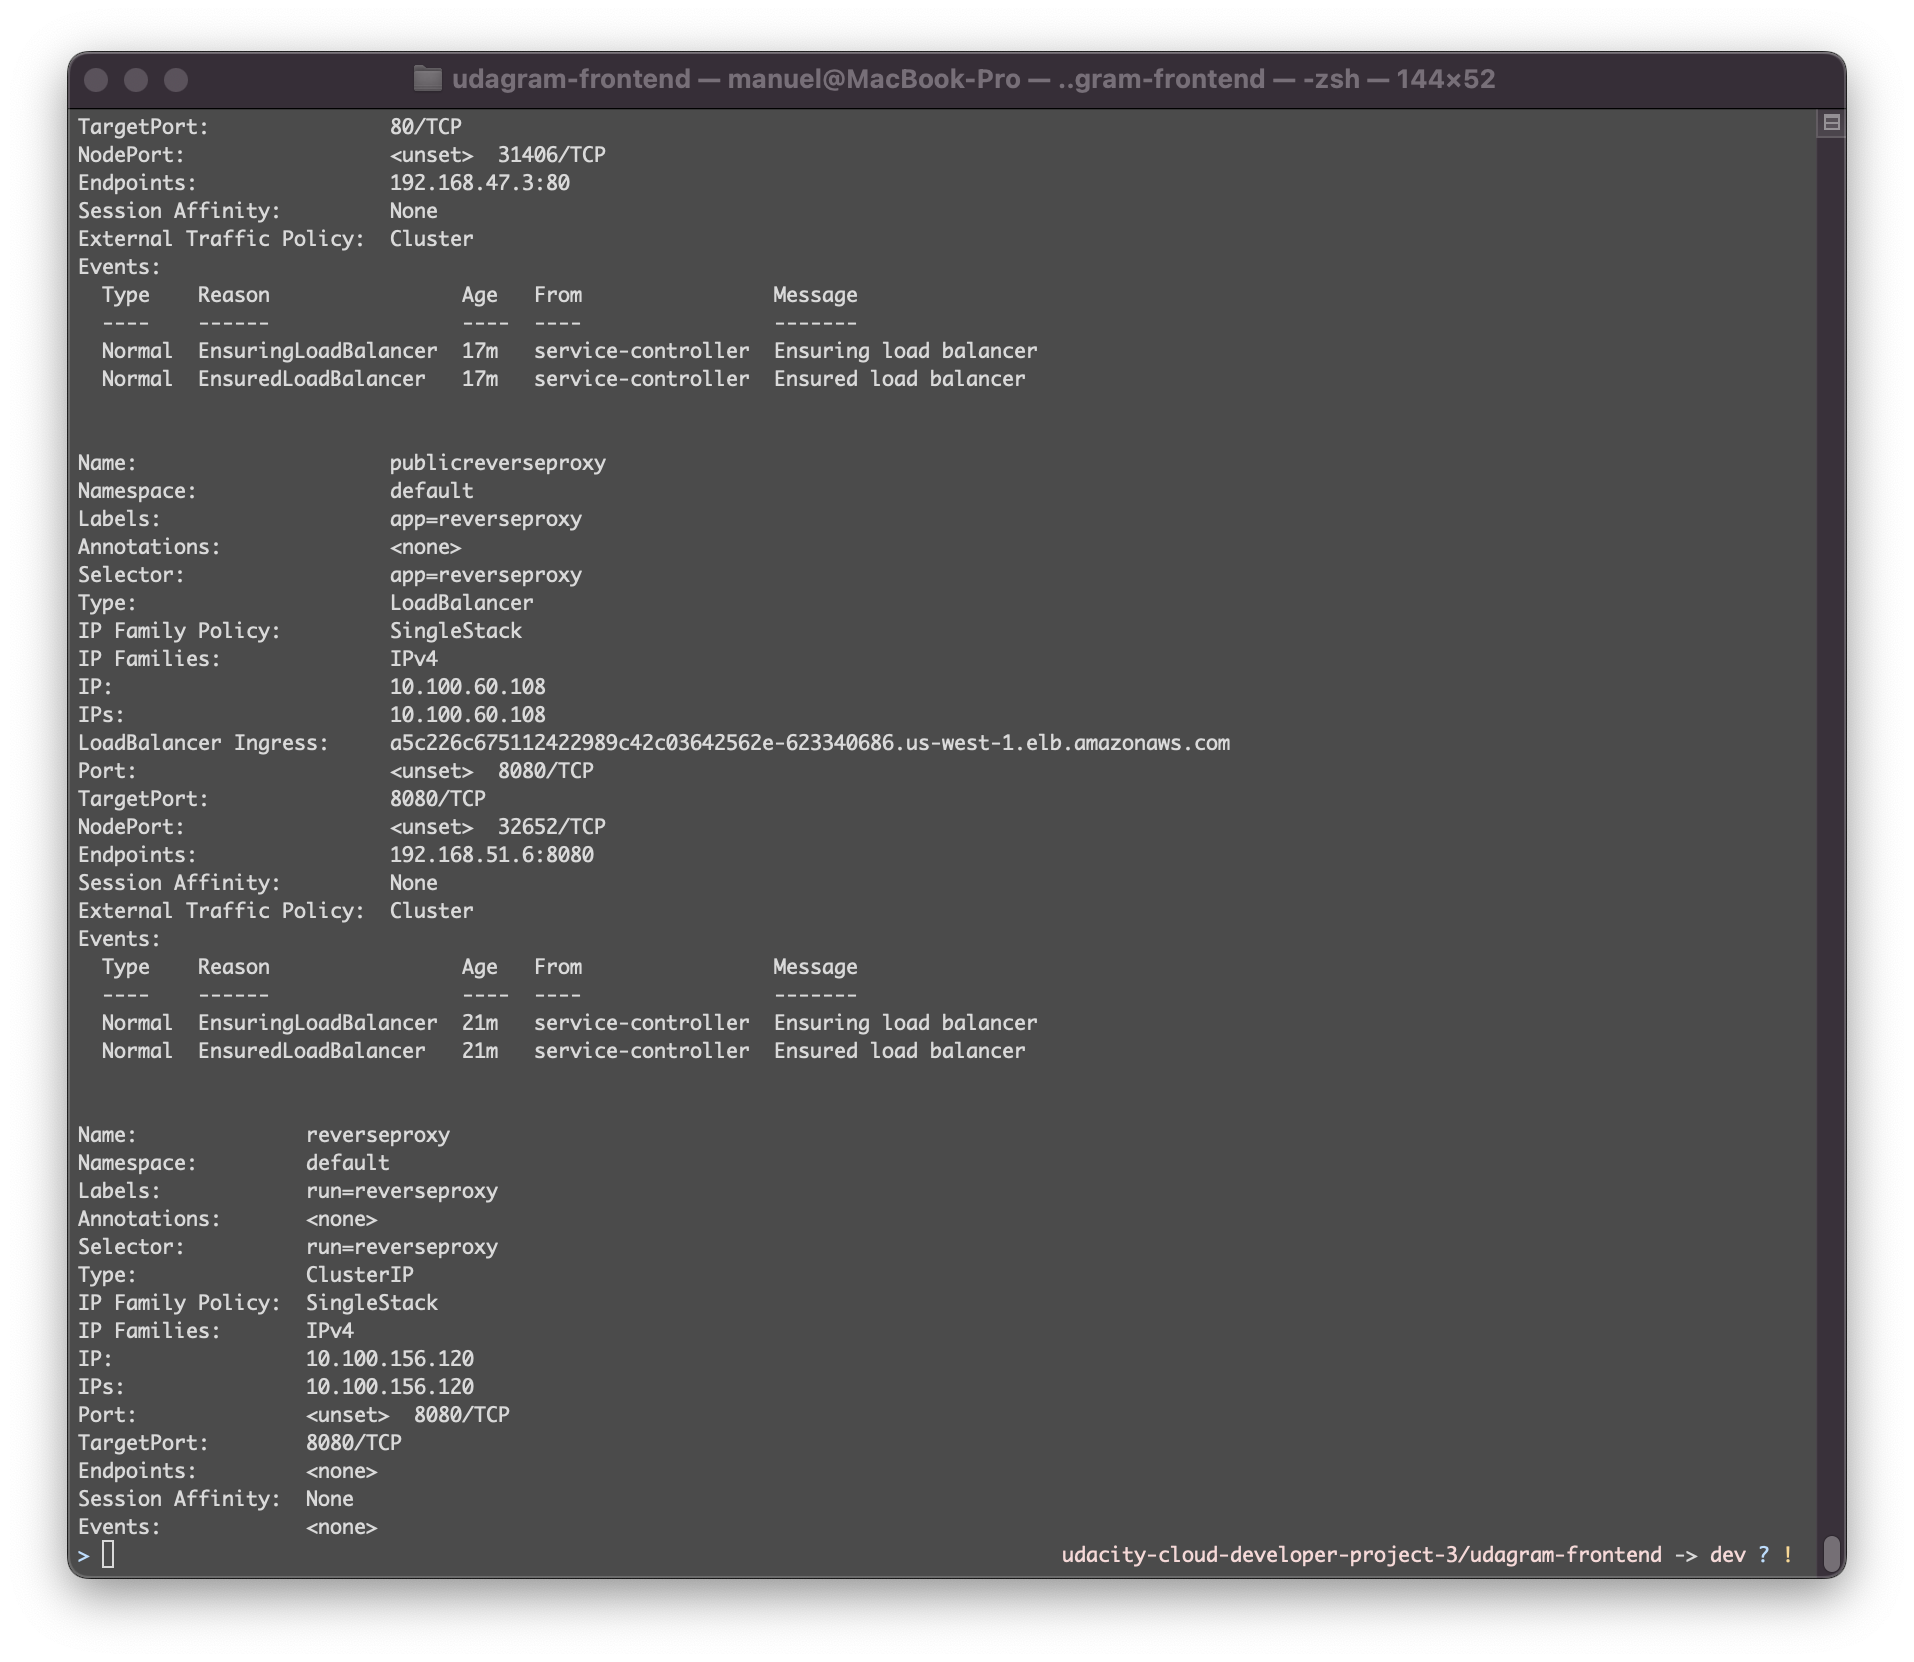 udagram-frontend — manuel@MacBook-Pro — ..gram-frontend — -zsh — 144×52
TargetPort:               80/TCP
NodePort:                 <unset>  31406/TCP
Endpoints:                192.168.47.3:80
Session Affinity:         None
External Traffic Policy:  Cluster
Events:
  Type    Reason                Age   From                Message
  ----    ------                ----  ----                -------
  Normal  EnsuringLoadBalancer  17m   service-controller  Ensuring load balancer
  Normal  EnsuredLoadBalancer   17m   service-controller  Ensured load balancer
Name:                     publicreverseproxy
Namespace:                default
Labels:                   app=reverseproxy
Annotations:              <none>
Selector:                 app=reverseproxy
Type:                     LoadBalancer
IP Family Policy:         SingleStack
IP Families:              IPv4
IP:                       10.100.60.108
IPs:                      10.100.60.108
LoadBalancer Ingress:     a5c226c675112422989c42c03642562e-623340686.us-west-1.elb.amazonaws.com
Port:                     <unset>  8080/TCP
TargetPort:               8080/TCP
NodePort:                 <unset>  32652/TCP
Endpoints:                192.168.51.6:8080
Session Affinity:         None
External Traffic Policy:  Cluster
Events:
  Type    Reason                Age   From                Message
  ----    ------                ----  ----                -------
  Normal  EnsuringLoadBalancer  21m   service-controller  Ensuring load balancer
  Normal  EnsuredLoadBalancer   21m   service-controller  Ensured load balancer
Name:              reverseproxy
Namespace:         default
Labels:            run=reverseproxy
Annotations:       <none>
Selector:          run=reverseproxy
Type:              ClusterIP
IP Family Policy:  SingleStack
IP Families:       IPv4
IP:                10.100.156.120
IPs:               10.100.156.120
Port:              <unset>  8080/TCP
TargetPort:        8080/TCP
Endpoints:         <none>
Session Affinity:  None
Events:            <none>
> udacity-cloud-developer-project-3/udagram-frontend -> dev ? !